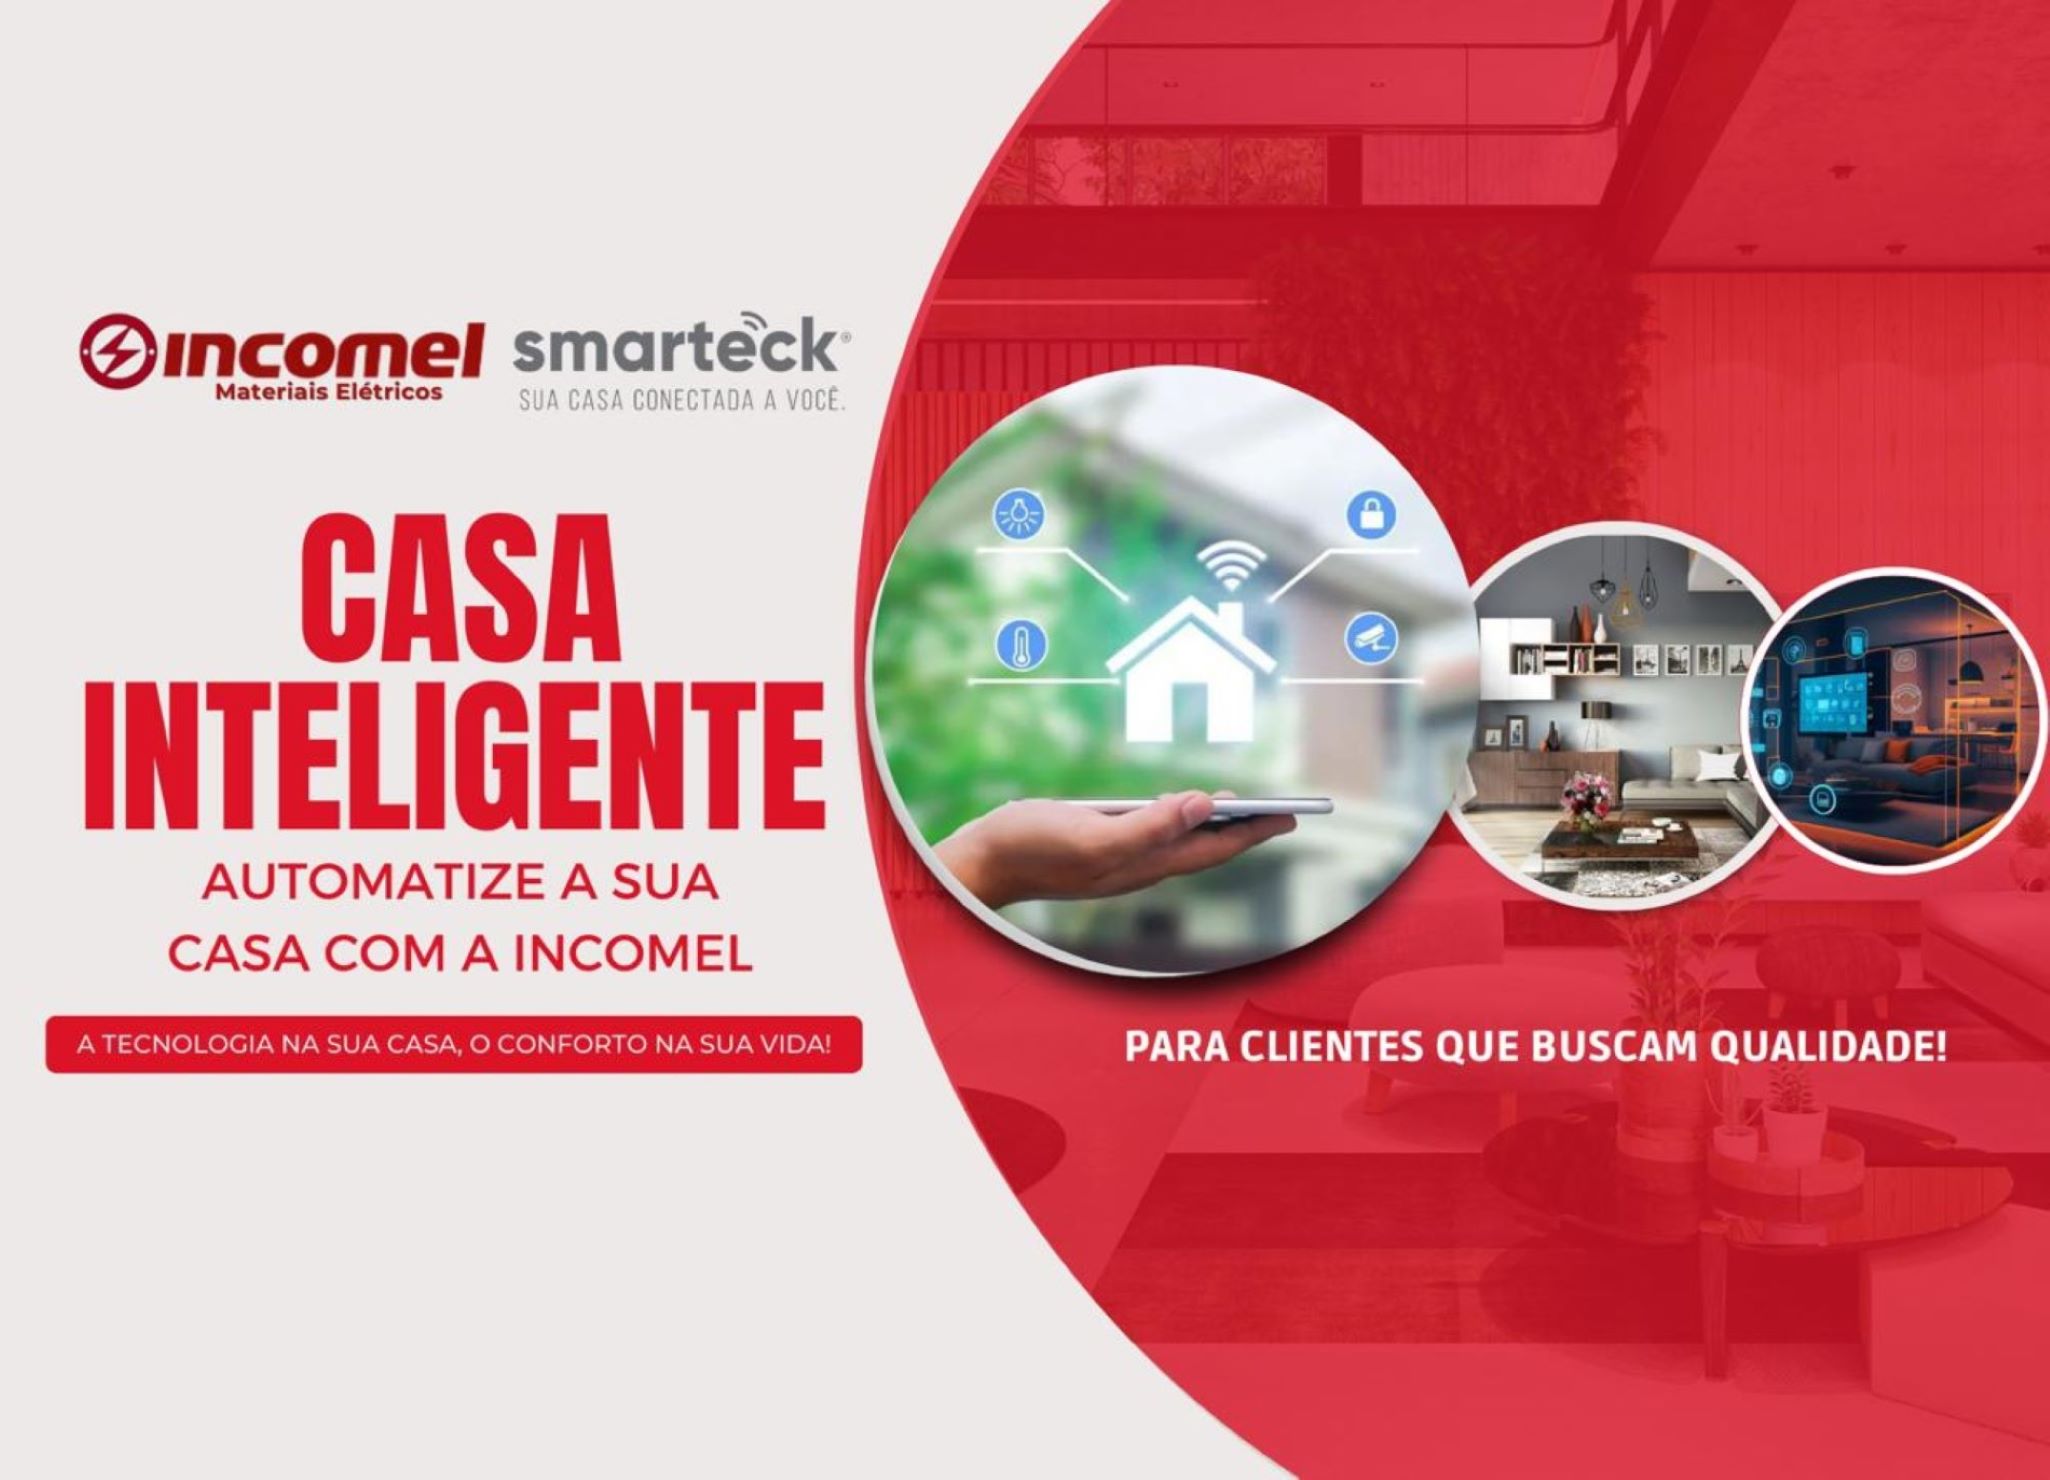 incomel
Materiais Elétricos
smarteck®
SUA CASA CONECTADA A VOCÊ.
CASA
INTELIGENTE
AUTOMATIZE A SUA
CASA COM A INCOMEL
A TECNOLOGIA NA SUA CASA, O CONFORTO NA SUA VIDA!
PARA CLIENTES QUE BUSCAM QUALIDADE!